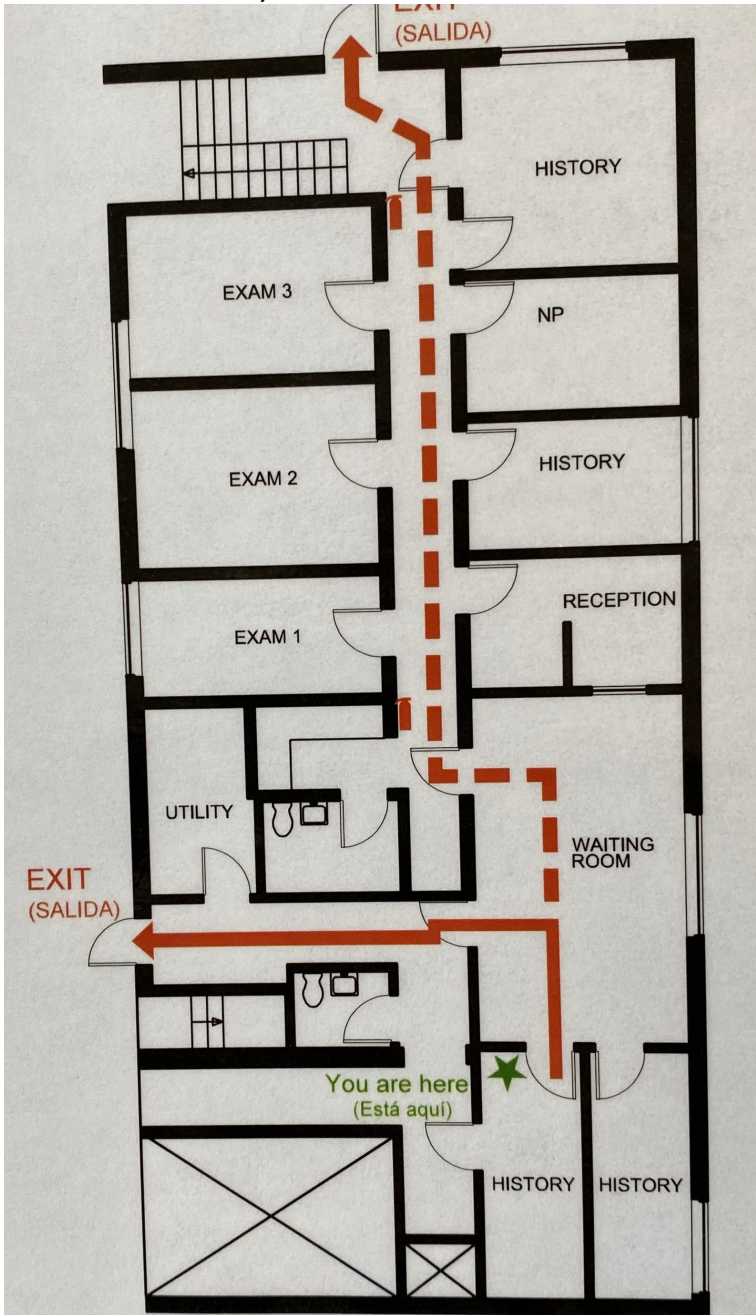 EXIT
(SALIDA)
HISTORY
EXAM 3
NP
HISTORY
EXAM 2
RECEPTION
EXAM 1
UTILITY
WAITING
ROOM
EXIT
(SALIDA)
You are here
(Está aquí)
HISTORY
HISTORY